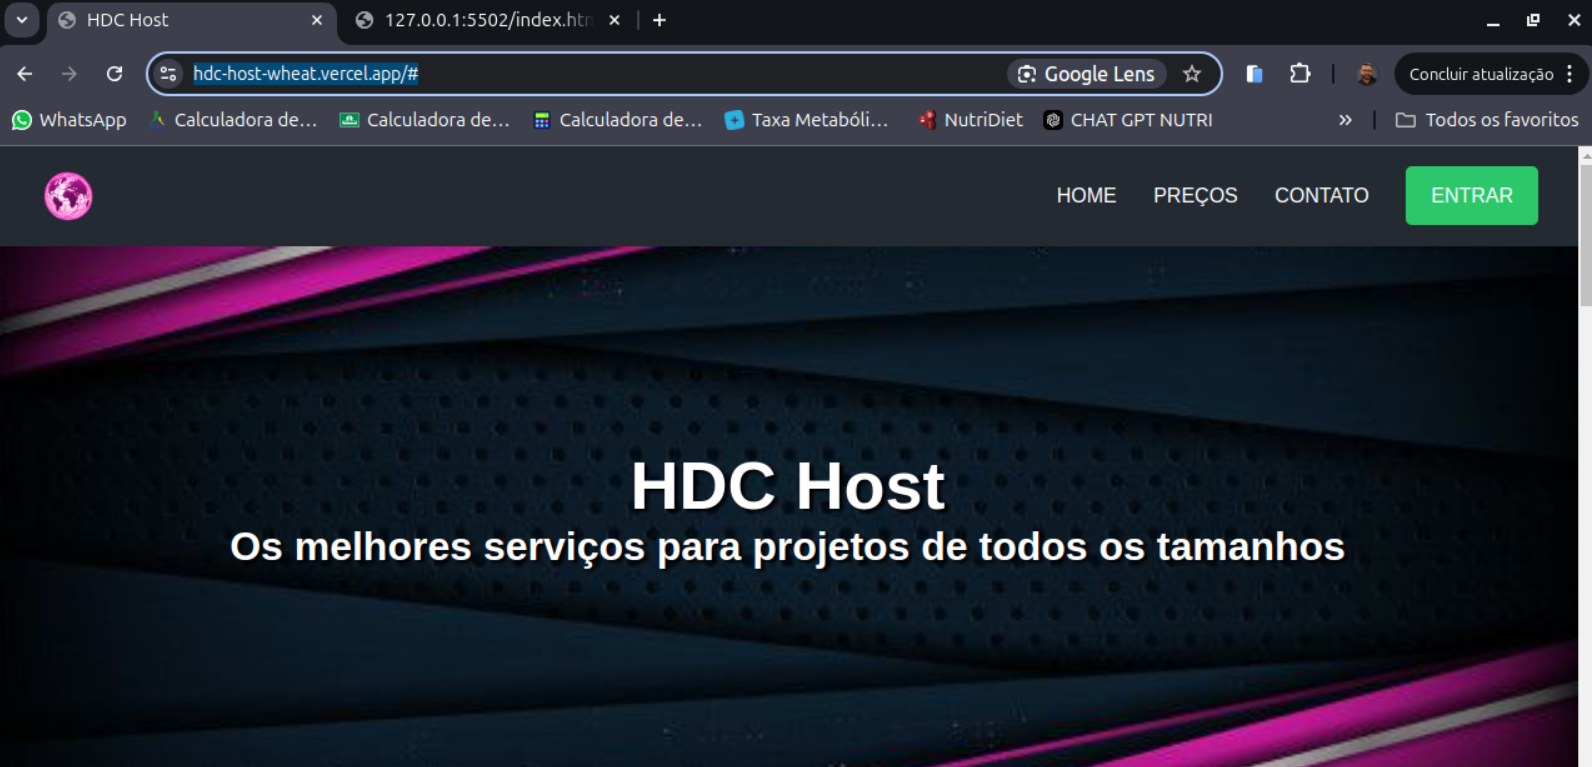 HDC Host
127.0.0.1:5502/index.htm
hdc-host-wheat.vercel.app/#
Google Lens
Concluir atualização
WhatsApp
Calculadora de...
Calculadora de...
Calculadora de...
Taxa Metabóli...
NutriDiet
CHAT GPT NUTRI
Todos os favoritos
HOME
PREÇOS
CONTATO
ENTRAR
HDC Host
Os melhores serviços para projetos de todos os tamanhos